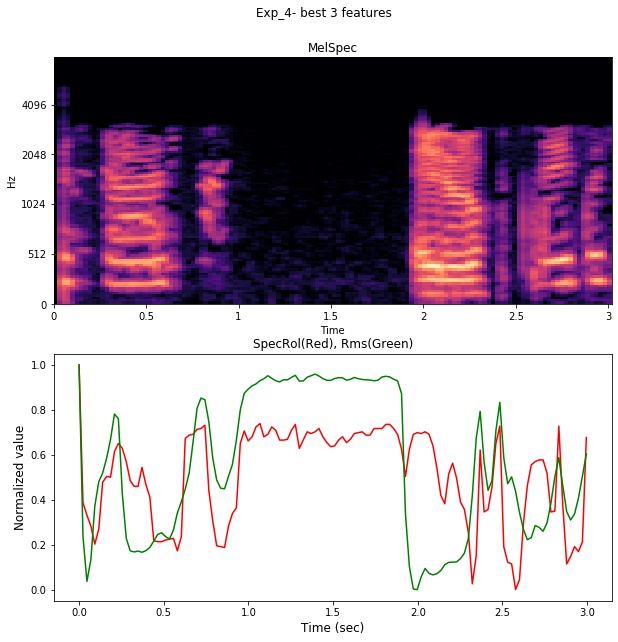 Exp_4- best 3 features
MelSpec
4096
2048
1024
512
0
Hz
0 0.5 1 1.5 2 2.5 3
Time
SpecRol(Red), Rms(Green)
1.0
0.8
0.6
0.4
0.2
0.0
Normalized value
0.0 0.5 1.0 1.5 2.0 2.5 3.0
Time (sec)